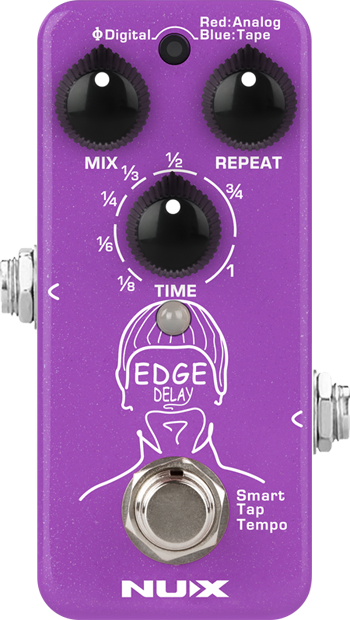 Red:Analog
ΦDigital
Blue:Tape
MIX
REPEAT
1/2
1/3
3/4
1/4
1/6
1/8
1
TIME
EDGE
DELAY
Smart
Tap
Tempo
NUX